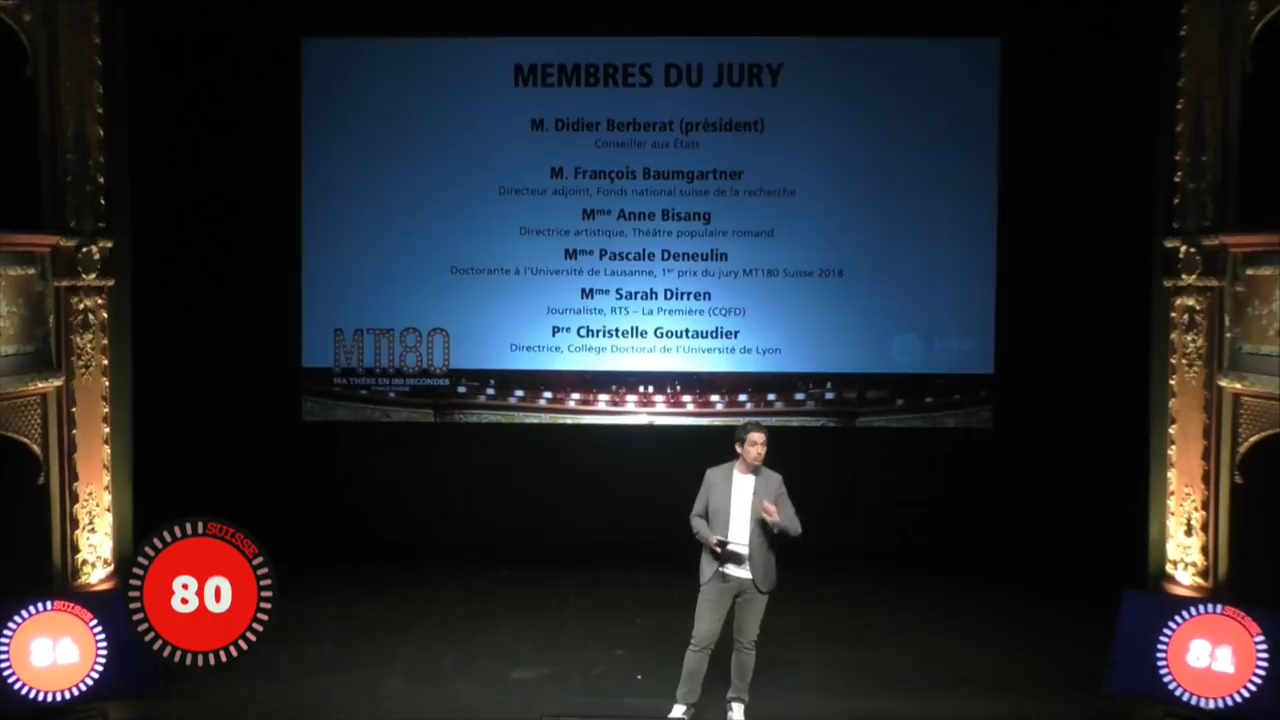 MEMBRES DU JURY
M. Didier Berberat (président)
Conseiller aux États
M. François Baumgartner
Directeur adjoint, Fonds national suisse de la recherche
Mme Anne Bisang
Directrice artistique, Théâtre populaire romand
Mme Pascale Deneulin
Doctorante à l'Université de Lausanne, 1er prix du jury MT180 Suisse 2018
Mme Sarah Dirren
Journaliste, RTS – La Première (CQFD)
Pre Christelle Goutaudier
Directrice, Collège Doctoral de l'Université de Lyon
MT180
MA THÈSE EN 180 SECONDES
SUISSE
80
SUISSE
SUISSE
81